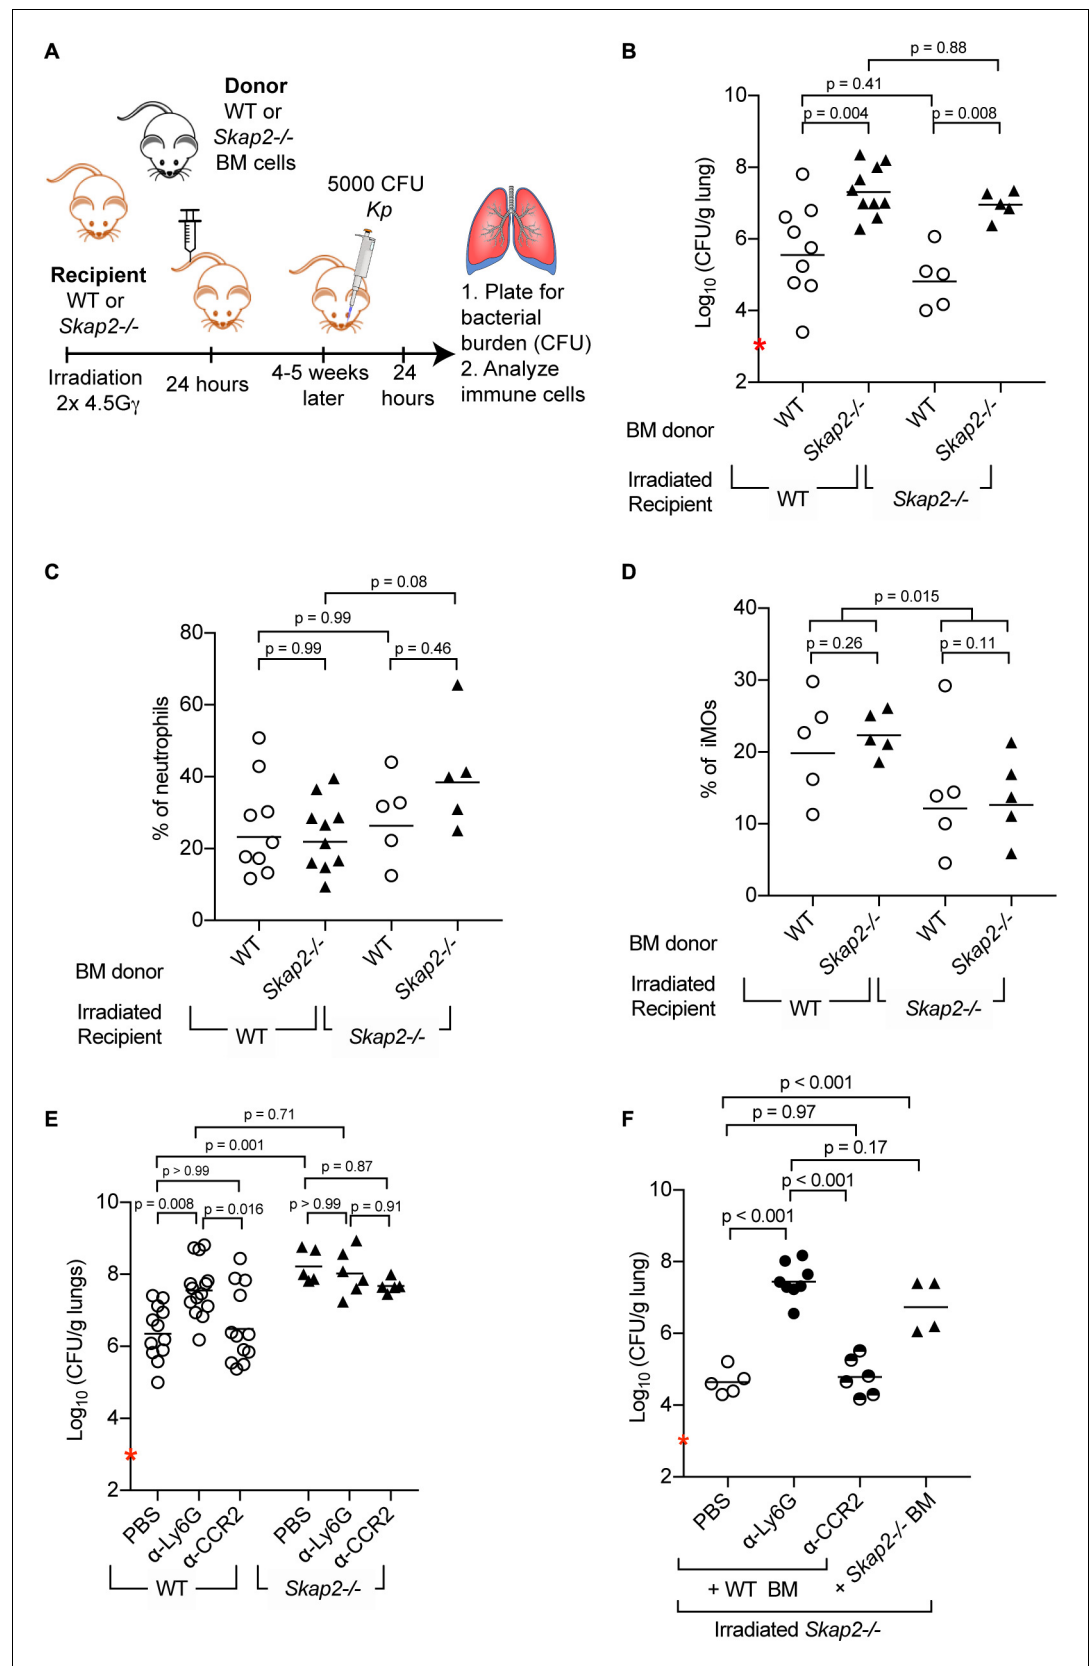 A
Donor
WT or
Skap2-/-
BM cells
5000 CFU
Kp
Recipient
WT or
Skap2-/-
Irradiation
2x 4.5Gγ
24 hours
4-5 weeks
later
24
hours
1. Plate for
bacterial
burden (CFU)
2. Analyze
immune cells
B
p = 0.88
p = 0.41
p = 0.004
p = 0.008
Log10 (CFU/g lung)
10
8
6
4
*
2
WT
Skap2-/-
WT
Skap2-/-
BM donor
Irradiated
Recipient
WT
Skap2-/-
C
p = 0.08
p = 0.99
p = 0.99
p = 0.46
% of neutrophils
80
60
40
20
0
WT
Skap2-/-
WT
Skap2-/-
BM donor
Irradiated
Recipient
WT
Skap2-/-
D
p = 0.015
p = 0.26
p = 0.11
% of iMOs
40
30
20
10
0
WT
Skap2-/-
WT
Skap2-/-
BM donor
Irradiated
Recipient
WT
Skap2-/-
E
p = 0.71
p = 0.001
p > 0.99
p = 0.87
p = 0.008
p = 0.016
p > 0.99
p = 0.91
Log10 (CFU/g lungs)
10
8
6
4
*
2
PBS
α-Ly6G
α-CCR2
PBS
α-Ly6G
α-CCR2
WT
Skap2-/-
F
p < 0.001
p = 0.97
p = 0.17
p < 0.001
p < 0.001
Log10 (CFU/g lung)
10
8
6
4
*
2
PBS
α-Ly6G
α-CCR2
+ Skap2-/- BM
+ WT BM
Irradiated Skap2-/-